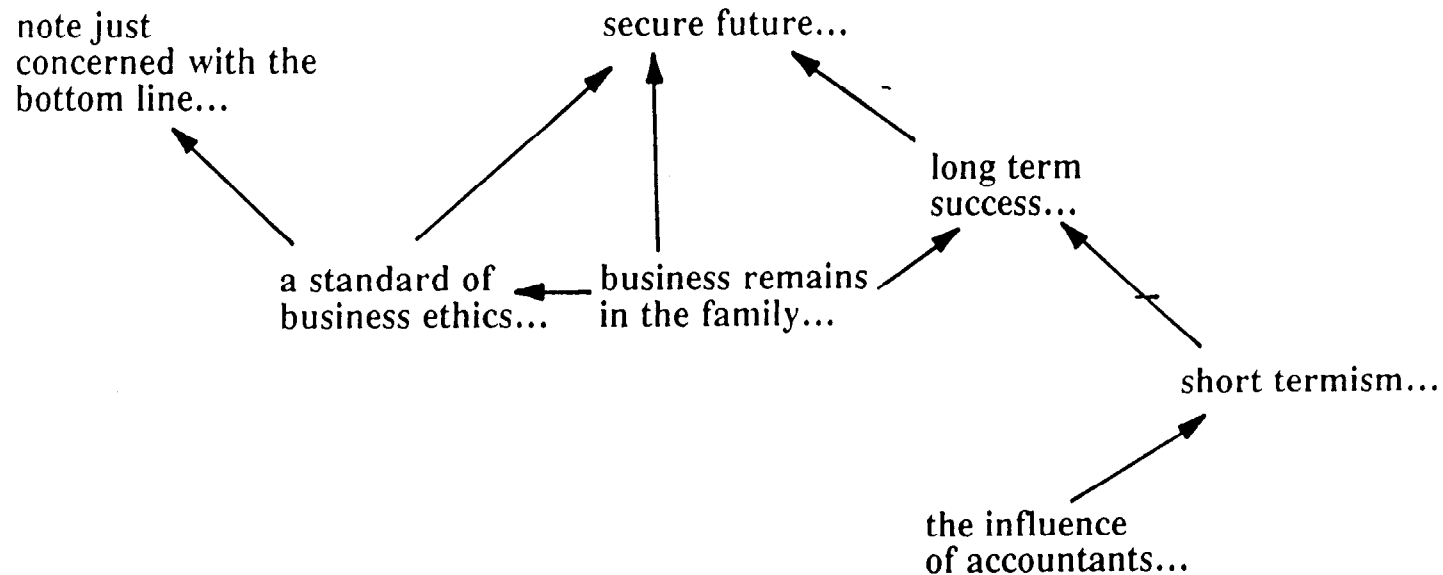 note just
concerned with the
bottom line...
secure future...
long term
success...
a standard of
business ethics...
business remains
in the family...
short termism...
the influence
of accountants...